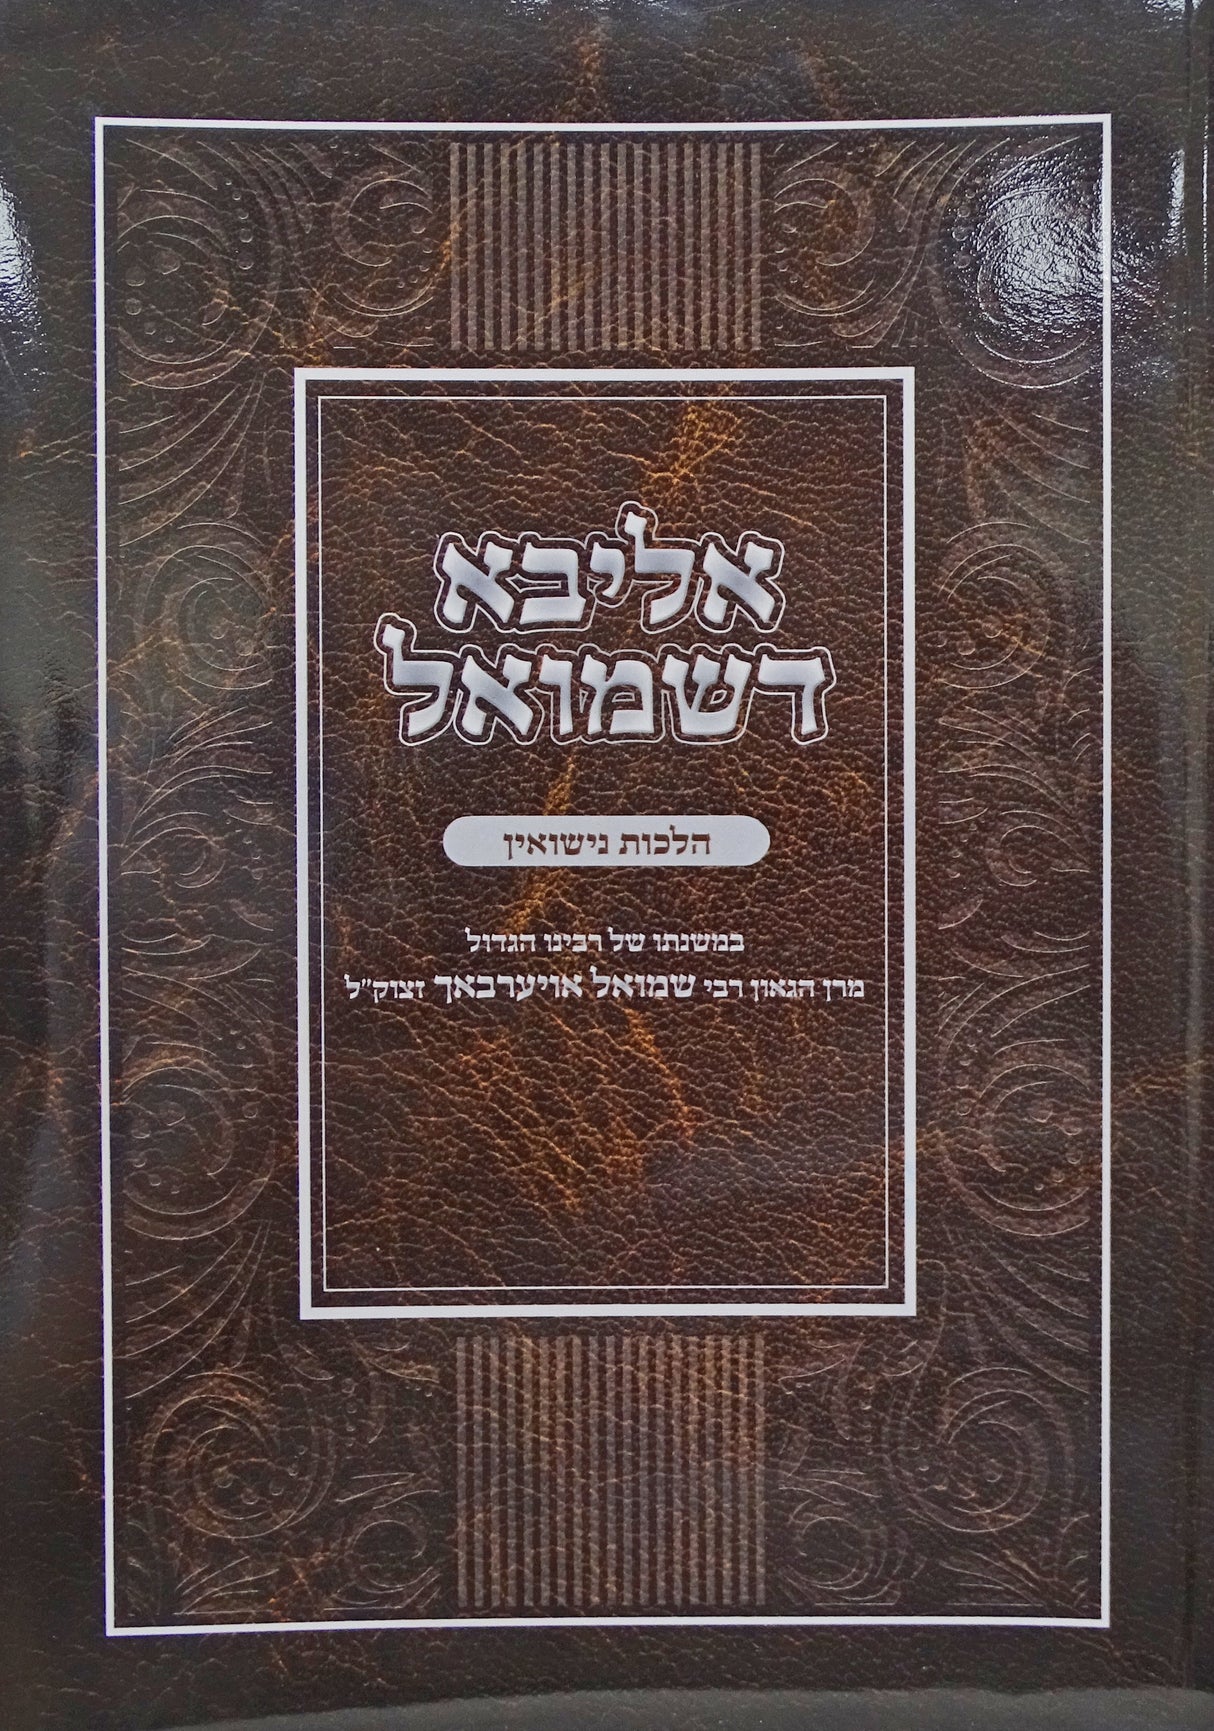 אליבא
דשמואל
הלכות נישואין
במשנתו של רבינו הגדול
מרן הגאון רבי שמואל אויערבאך זצוק״ל